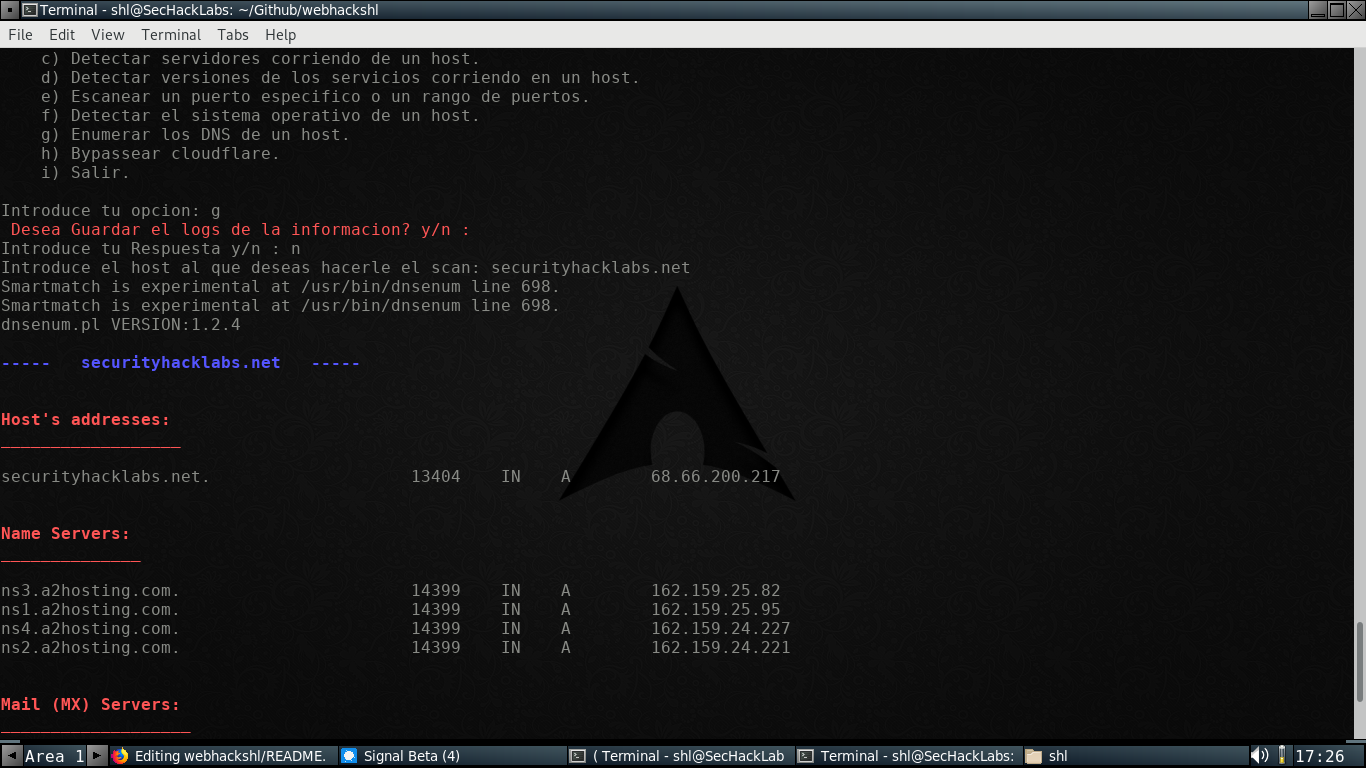 Terminal - shl@SecHackLabs: ~/Github/webhackshl
File Edit View Terminal Tabs Help
c) Detectar servidores corriendo de un host.
d) Detectar versiones de los servicios corriendo en un host.
e) Escanear un puerto especifico o un rango de puertos.
f) Detectar el sistema operativo de un host.
g) Enumerar los DNS de un host.
h) Bypassear cloudflare.
i) Salir.
Introduce tu opcion: g
Desea Guardar el logs de la informacion? y/n :
Introduce tu Respuesta y/n : n
Introduce el host al que deseas hacerle el scan: securityhacklabs.net
Smartmatch is experimental at /usr/bin/dnsenum line 698.
Smartmatch is experimental at /usr/bin/dnsenum line 698.
dnsenum.pl VERSION:1.2.4
----- securityhacklabs.net -----
Host's addresses:
__________________
securityhacklabs.net. 13404 IN A 68.66.200.217
Name Servers:
______________
ns3.a2hosting.com. 14399 IN A 162.159.25.82
ns1.a2hosting.com. 14399 IN A 162.159.25.95
ns4.a2hosting.com. 14399 IN A 162.159.24.227
ns2.a2hosting.com. 14399 IN A 162.159.24.221
Mail (MX) Servers:
___________________
Area 1 Editing webhackshl/README. Signal Beta (4) ( Terminal - shl@SecHackLab Terminal - shl@SecHackLabs: shl 17:26